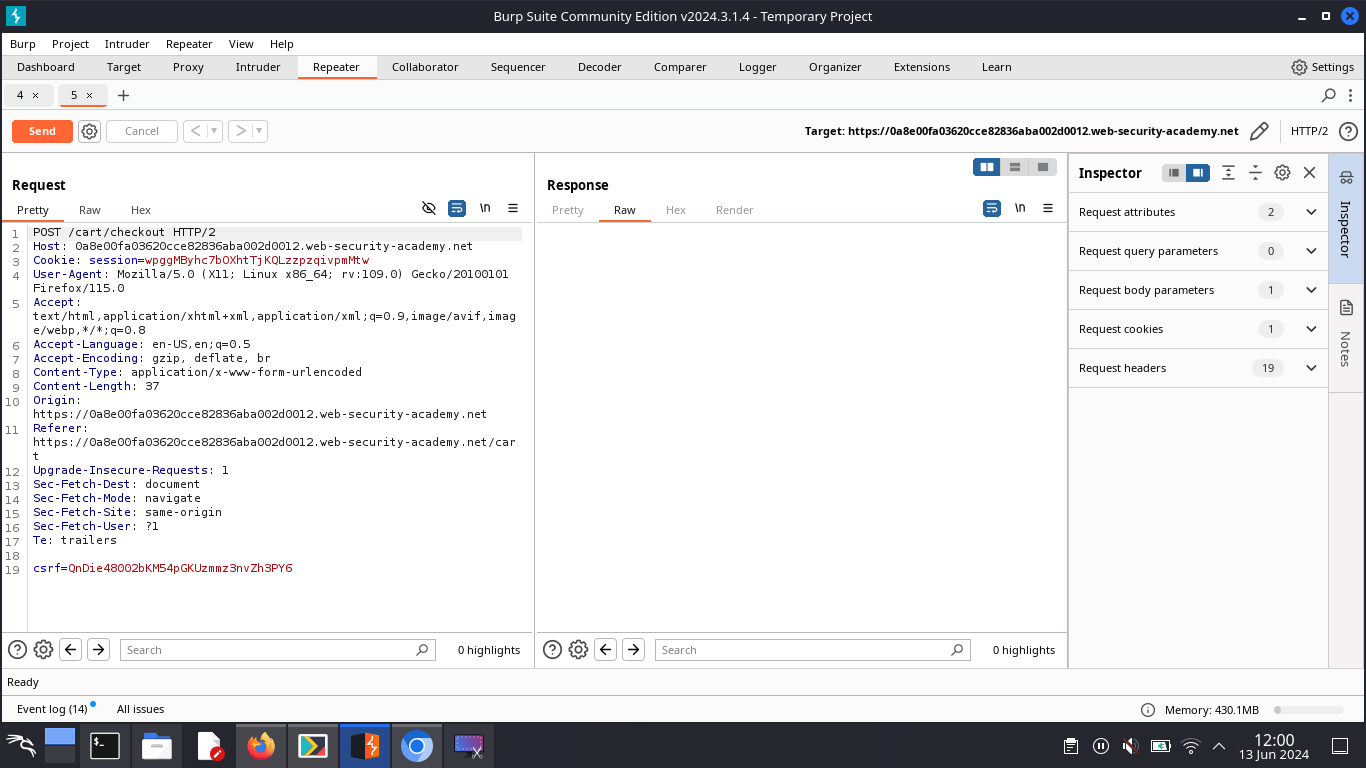 Burp Suite Community Edition v2024.3.1.4 - Temporary Project
Burp Project Intruder Repeater View Help
Dashboard Target Proxy Intruder Repeater Collaborator Sequencer Decoder Comparer Logger Organizer Extensions Learn Settings
4 × 5 × +
Send Cancel < > Target: https://0a8e00fa03620cce82836aba002d0012.web-security-academy.net HTTP/2
Request
Pretty Raw Hex \n
1 POST /cart/checkout HTTP/2
2 Host: 0a8e00fa03620cce82836aba002d0012.web-security-academy.net
3 Cookie: session=wpggMByhc7bOXhtTjKQLzzpzqivpmMtw
4 User-Agent: Mozilla/5.0 (X11; Linux x86_64; rv:109.0) Gecko/20100101
Firefox/115.0
5 Accept:
text/html,application/xhtml+xml,application/xml;q=0.9,image/avif,imag
e/webp,*/*;q=0.8
6 Accept-Language: en-US,en;q=0.5
7 Accept-Encoding: gzip, deflate, br
8 Content-Type: application/x-www-form-urlencoded
9 Content-Length: 37
10 Origin:
https://0a8e00fa03620cce82836aba002d0012.web-security-academy.net
11 Referer:
https://0a8e00fa03620cce82836aba002d0012.web-security-academy.net/car
t
12 Upgrade-Insecure-Requests: 1
13 Sec-Fetch-Dest: document
14 Sec-Fetch-Mode: navigate
15 Sec-Fetch-Site: same-origin
16 Sec-Fetch-User: ?1
17 Te: trailers
18
19 csrf=QnDie48002bKM54pGKUzmmz3nvZh3PY6
Search 0 highlights
Response
Pretty Raw Hex Render \n
Search 0 highlights
Inspector
Request attributes 2
Request query parameters 0
Request body parameters 1
Request cookies 1
Request headers 19
Inspector
Notes
Ready
Event log (14) All issues Memory: 430.1MB
12:00
13 Jun 2024